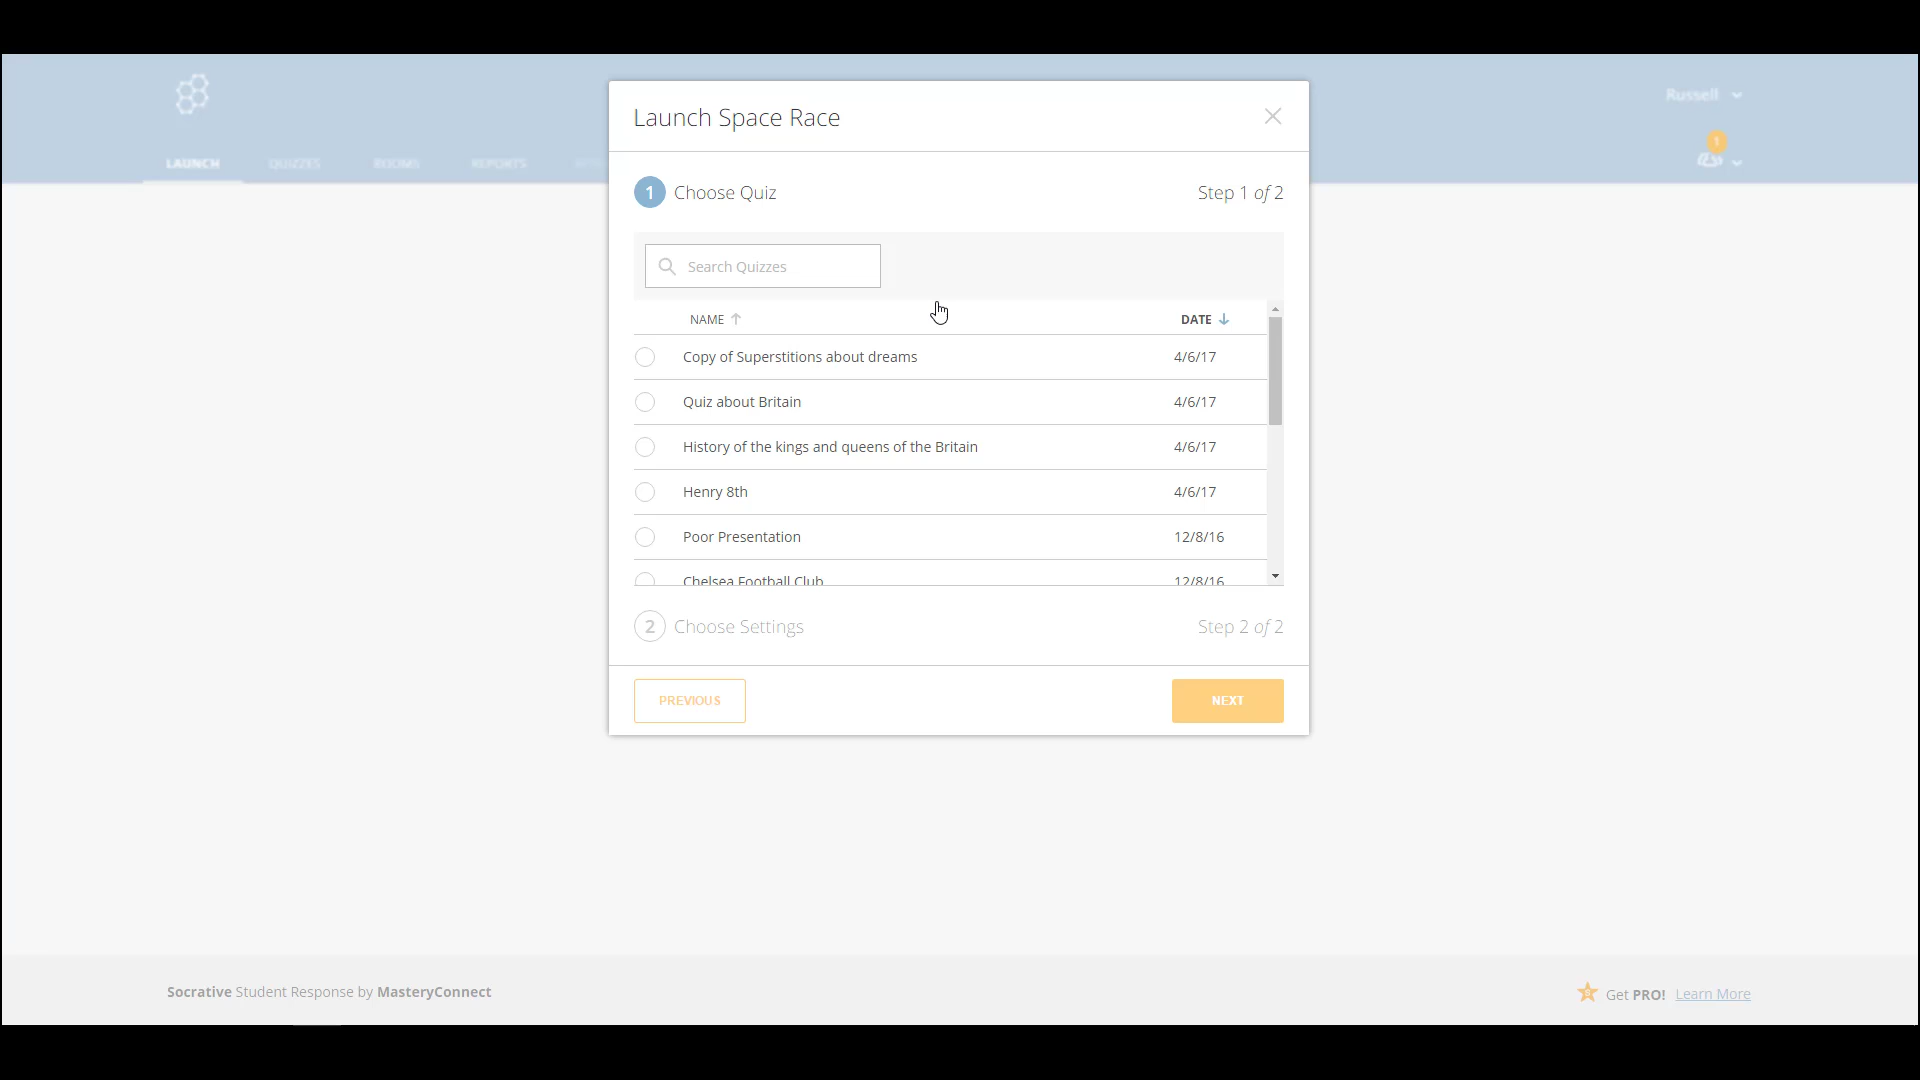 Launch Space Race
Russell
1
LAUNCH QUIZZES ROOMS REPORTS
1 Choose Quiz Step 1 of 2
Search Quizzes
NAME DATE
Copy of Superstitions about dreams 4/6/17
Quiz about Britain 4/6/17
History of the kings and queens of the Britain 4/6/17
Henry 8th 4/6/17
Poor Presentation 12/8/16
Chelsea Football Club 12/8/16
2 Choose Settings Step 2 of 2
PREVIOUS NEXT
Socrative Student Response by MasteryConnect
Get PRO! Learn More